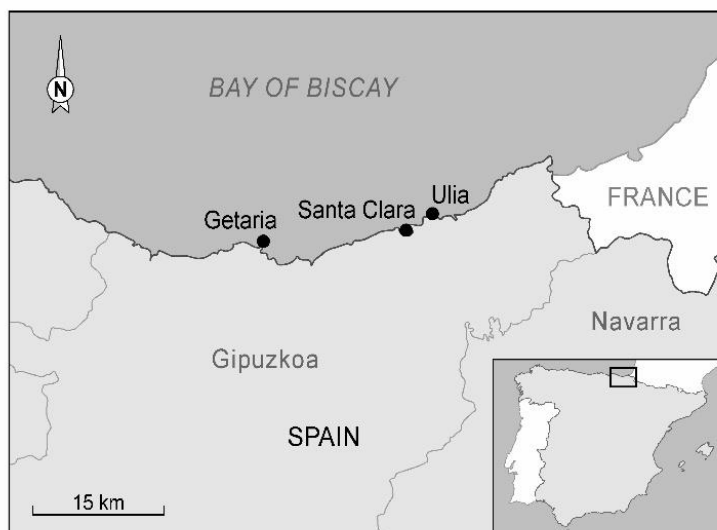 N
BAY OF BISCAY
Ulia
Santa Clara
Getaria
FRANCE
Navarra
Gipuzkoa
SPAIN
15 km